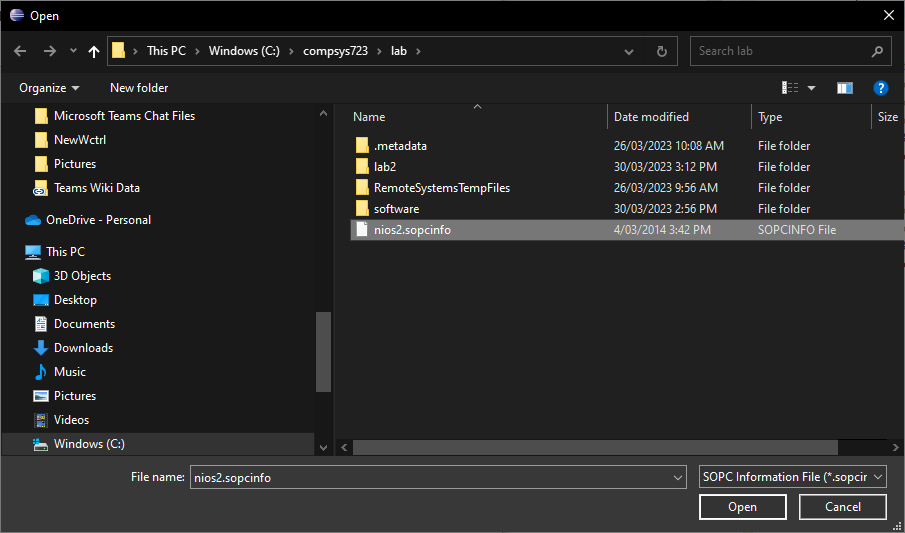 Open
This PC > Windows (C:) > compsys723 > lab >
Search lab
Organize
New folder
Microsoft Teams Chat Files
NewWctrl
Pictures
Teams Wiki Data
OneDrive - Personal
This PC
3D Objects
Desktop
Documents
Downloads
Music
Pictures
Videos
Windows (C:)
Name Date modified Type Size
.metadata 26/03/2023 10:08 AM File folder
lab2 30/03/2023 3:12 PM File folder
RemoteSystemsTempFiles 26/03/2023 9:56 AM File folder
software 30/03/2023 2:56 PM File folder
nios2.sopcinfo 4/03/2014 3:42 PM SOPCINFO File
File name: nios2.sopcinfo
SOPC Information File (*.sopcir
Open
Cancel